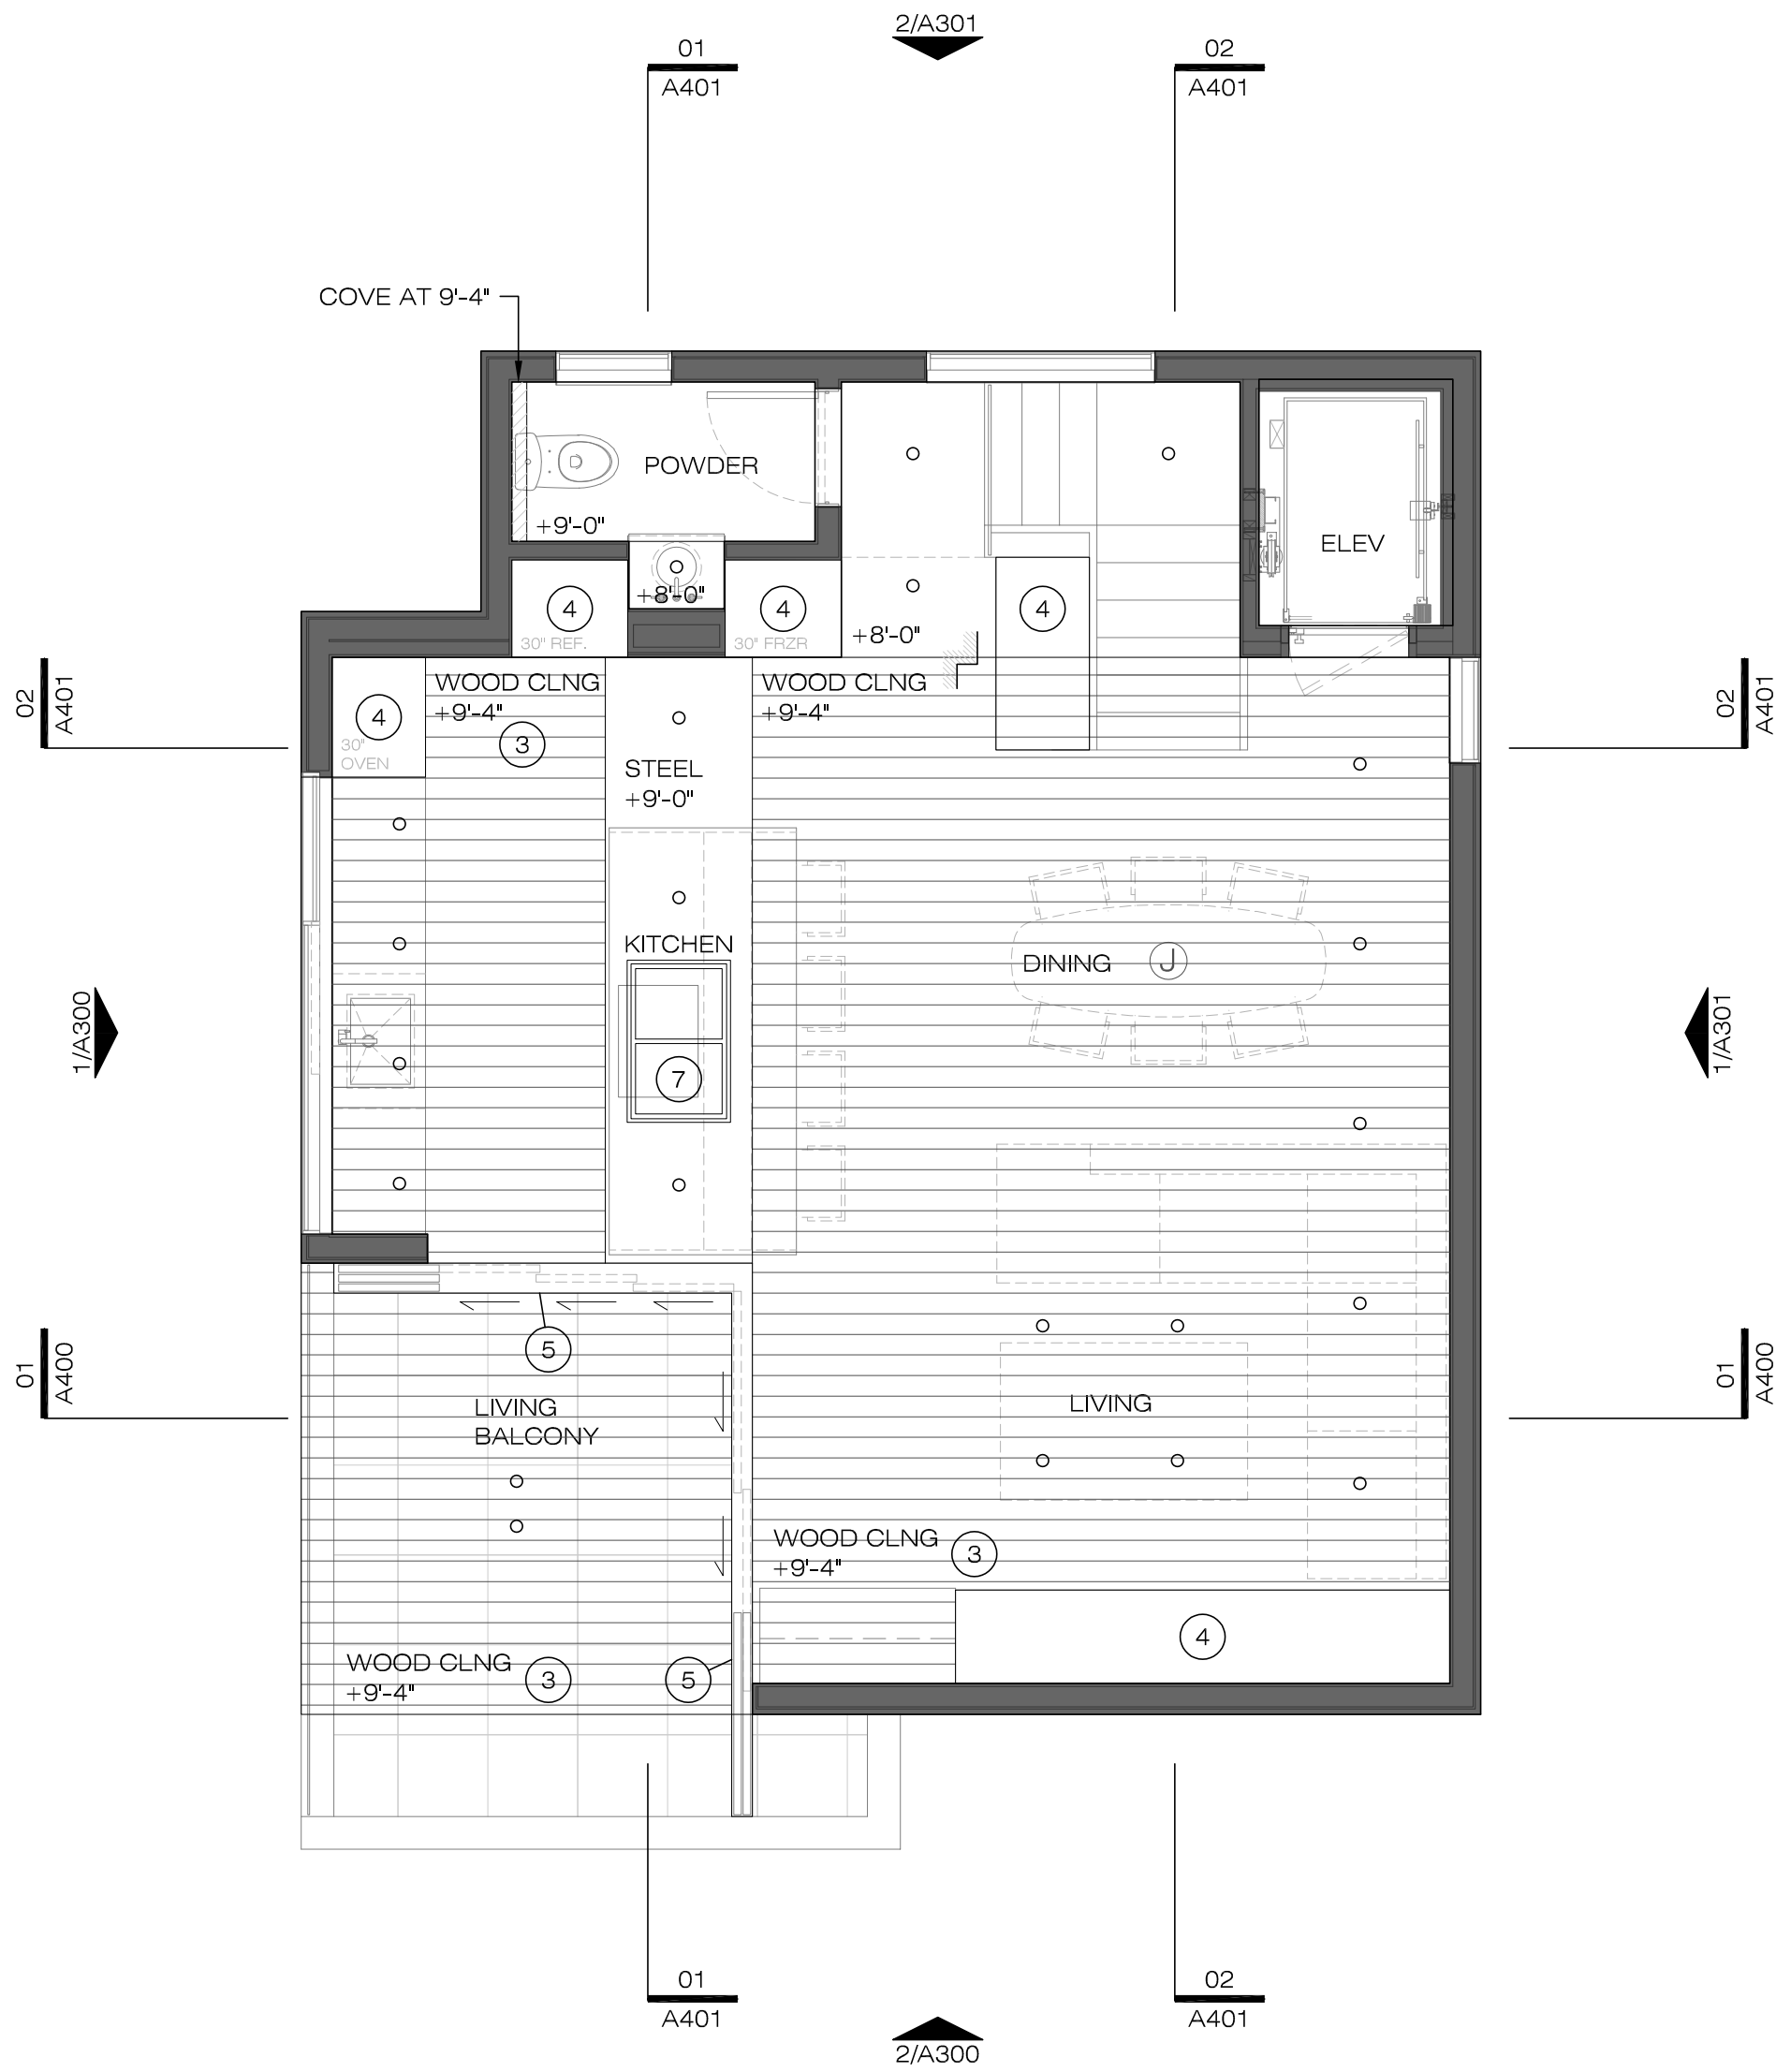 2/A301
01
A401
02
A401
COVE AT 9'-4"
POWDER
+9'-0"
ELEV
4
30" REF.
+8'-0"
4
30" FRZR
+8'-0"
4
02
A401
4
30"
OVEN
WOOD CLNG
+9'-4"
3
WOOD CLNG
+9'-4"
02
A401
STEEL
+9'-0"
KITCHEN
DINING
J
1/A300
7
1/A301
01
A400
5
LIVING
BALCONY
LIVING
01
A400
WOOD CLNG
+9'-4"
3
4
WOOD CLNG
+9'-4"
3
5
01
A401
02
A401
2/A300